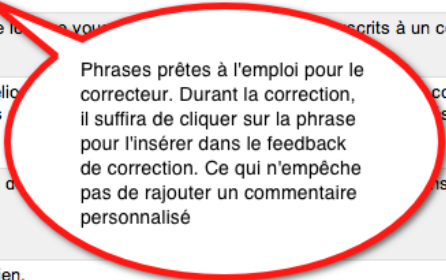 Phrases prêtes à l'emploi pour le
correcteur. Durant la correction,
il suffira de cliquer sur la phrase
pour l'insérer dans le feedback
de correction. Ce qui n'empêche
pas de rajouter un commentaire
personnalisé